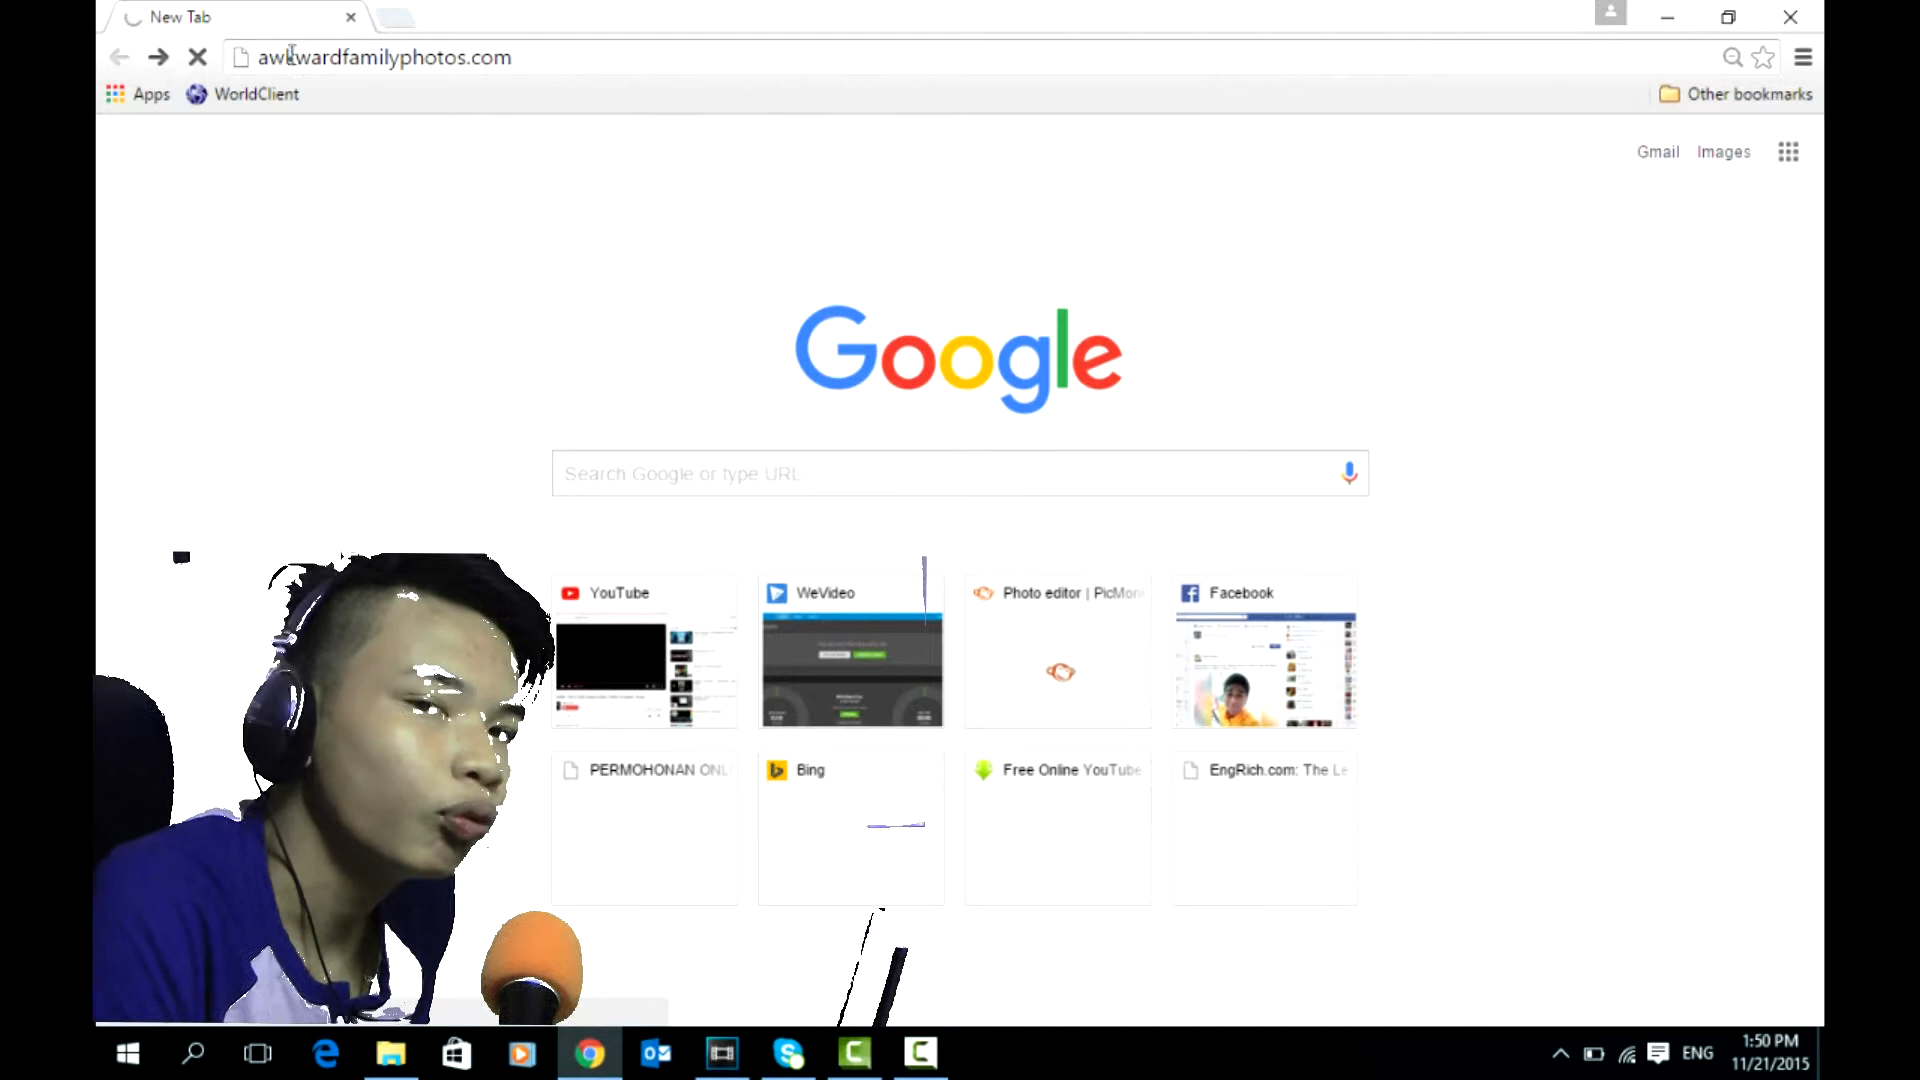 New Tab
awkwardfamilyphotos.com
Apps WorldClient Other bookmarks
Gmail Images
Google
Search Google or type URL
YouTube WeVideo Photo editor | PicMon Facebook
PERMOHONAN ONL Bing Free Online YouTube EngRich.com: The Le
ENG 1:50 PM
11/21/2015